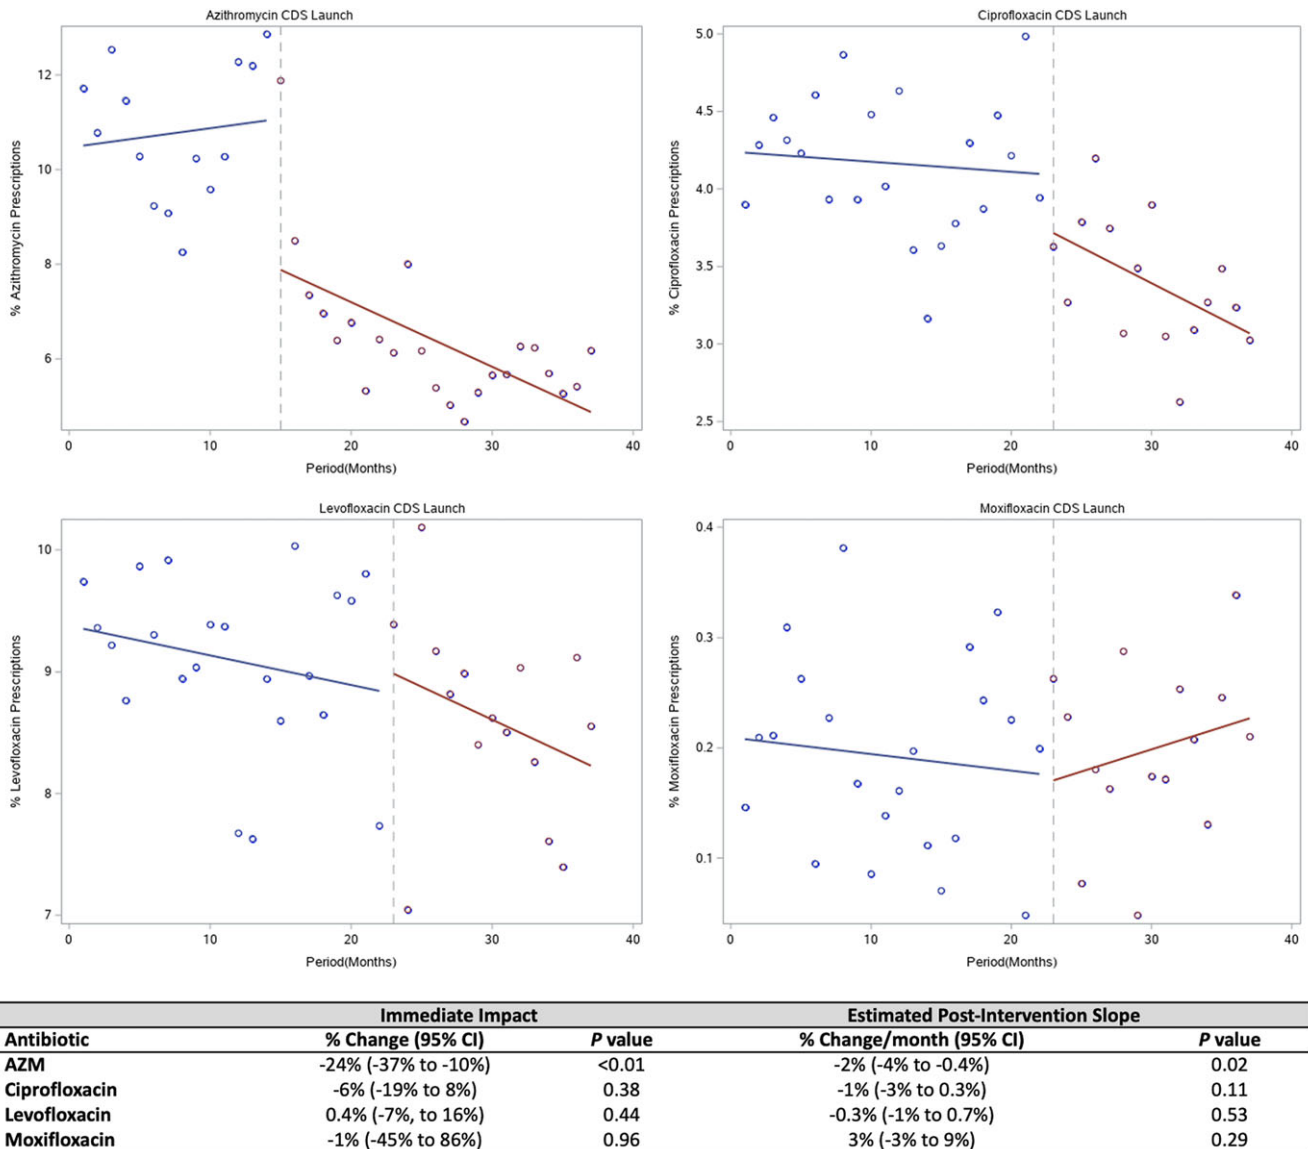 Azithromycin CDS Launch
% Azithromycin Prescriptions
12
10
8
6
0 10 20 30 40
Period(Months)
Ciprofloxacin CDS Launch
% Ciprofloxacin Prescriptions
5.0
4.5
4.0
3.5
3.0
2.5
0 10 20 30 40
Period(Months)
Levofloxacin CDS Launch
% Levofloxacin Prescriptions
10
9
8
7
0 10 20 30 40
Period(Months)
Moxifloxacin CDS Launch
% Moxifloxacin Prescriptions
0.4
0.3
0.2
0.1
0 10 20 30 40
Period(Months)
Immediate Impact Estimated Post-Intervention Slope
Antibiotic % Change (95% CI) P value % Change/month (95% CI) P value
AZM -24% (-37% to -10%) <0.01 -2% (-4% to -0.4%) 0.02
Ciprofloxacin -6% (-19% to 8%) 0.38 -1% (-3% to 0.3%) 0.11
Levofloxacin 0.4% (-7%, to 16%) 0.44 -0.3% (-1% to 0.7%) 0.53
Moxifloxacin -1% (-45% to 86%) 0.96 3% (-3% to 9%) 0.29